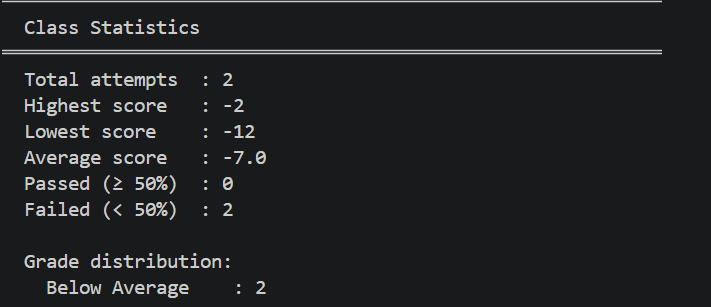 Class Statistics
Total attempts : 2
Highest score : -2
Lowest score : -12
Average score : -7.0
Passed (≥ 50%) : 0
Failed (< 50%) : 2
Grade distribution:
Below Average : 2